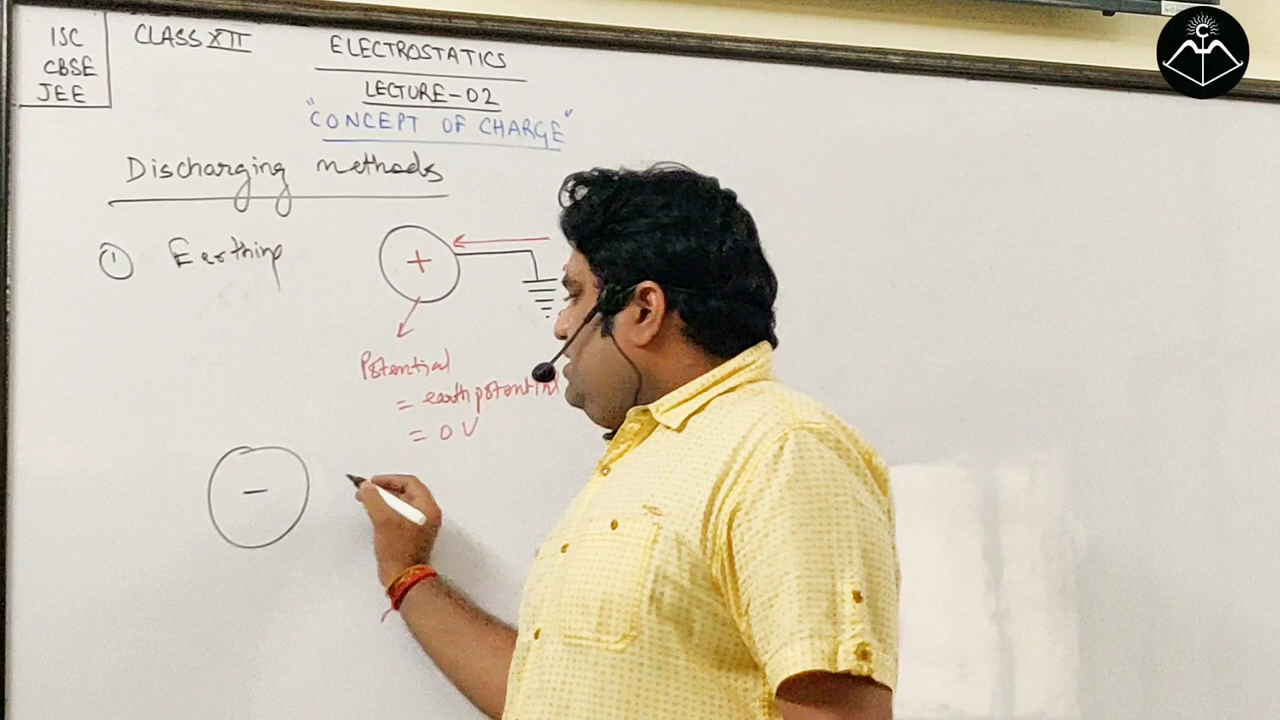 ISC
CBSE
JEE
CLASS XII
ELECTROSTATICS
LECTURE-02
"CONCEPT OF CHARGE"
Discharging methods
① Earthing
+
Potential
= earth potential
= 0 V
−
C